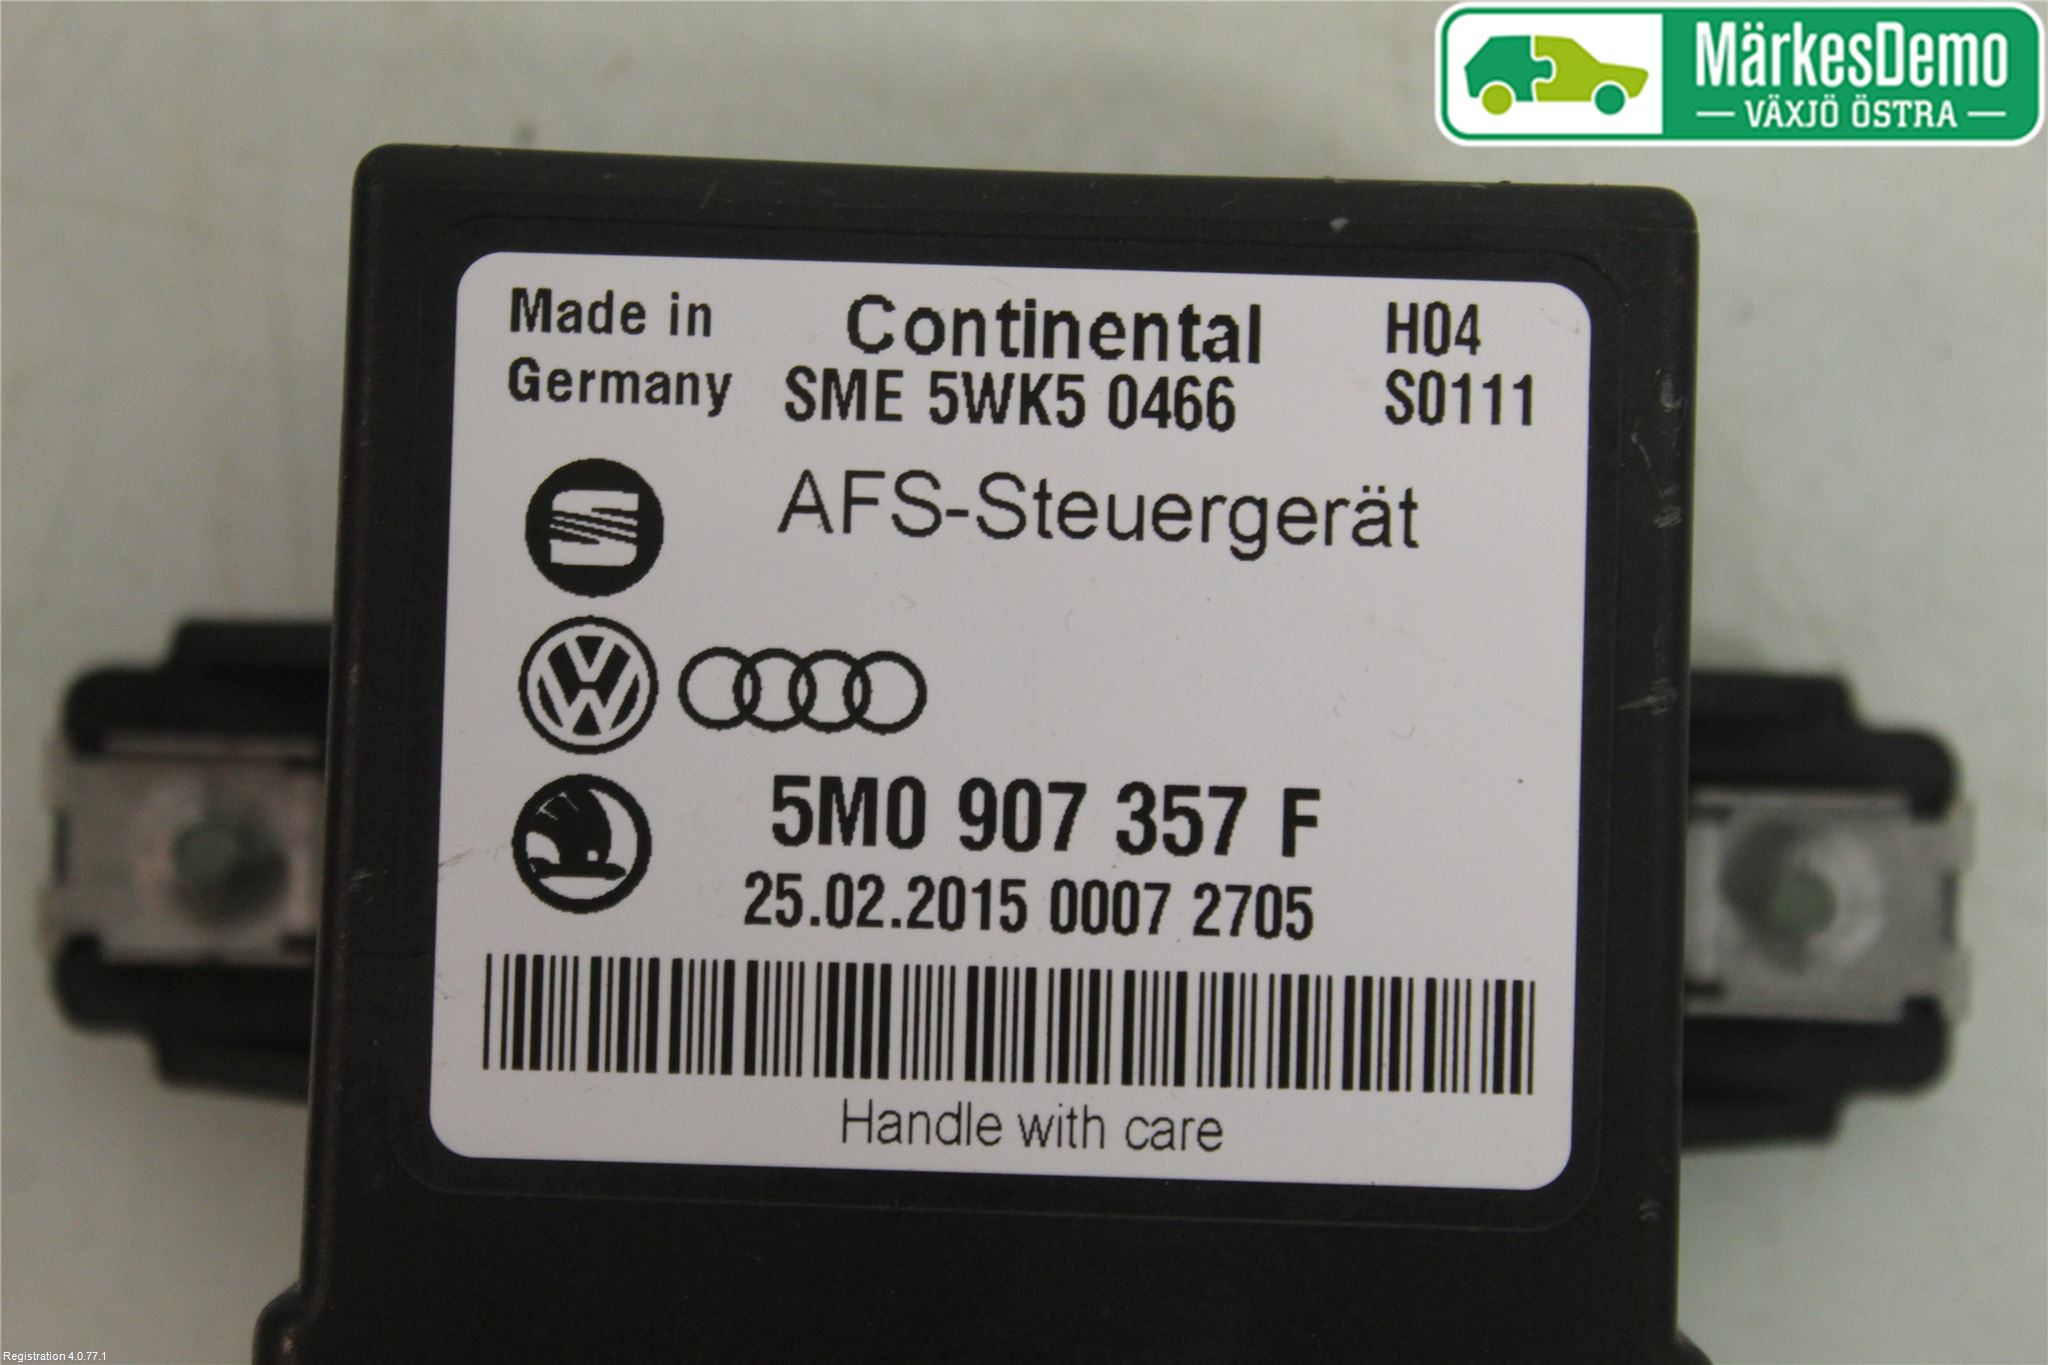 MärkesDemo
VÄXJÖ ÖSTRA
Made in Continental H04
Germany SME 5WK5 0466 S0111
AFS-Steuergerät
5M0 907 357 F
25.02.2015 0007 2705
Handle with care
Registration 4.0.77.1